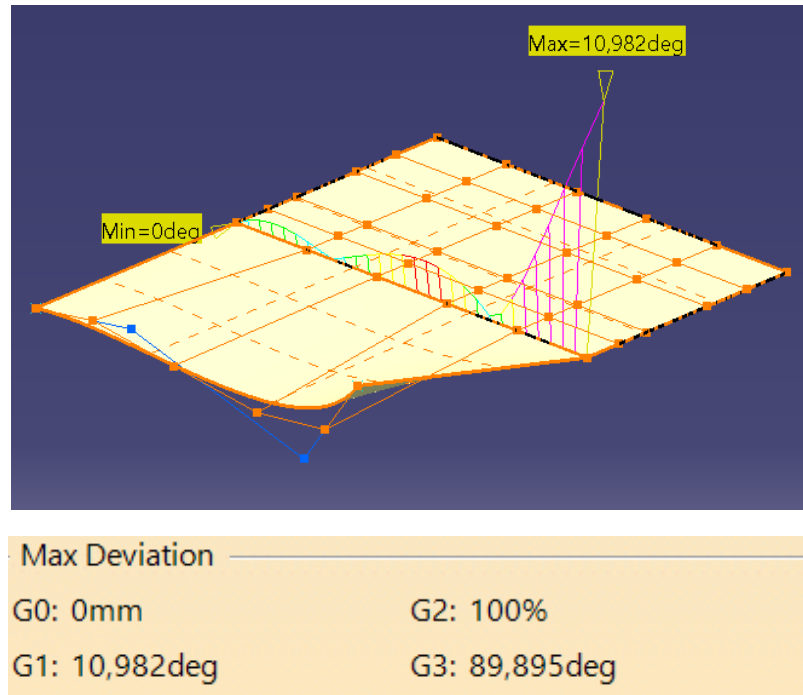 Max=10,982deg
Min=0deg
Max Deviation
G0: 0mm
G2: 100%
G1: 10,982deg
G3: 89,895deg